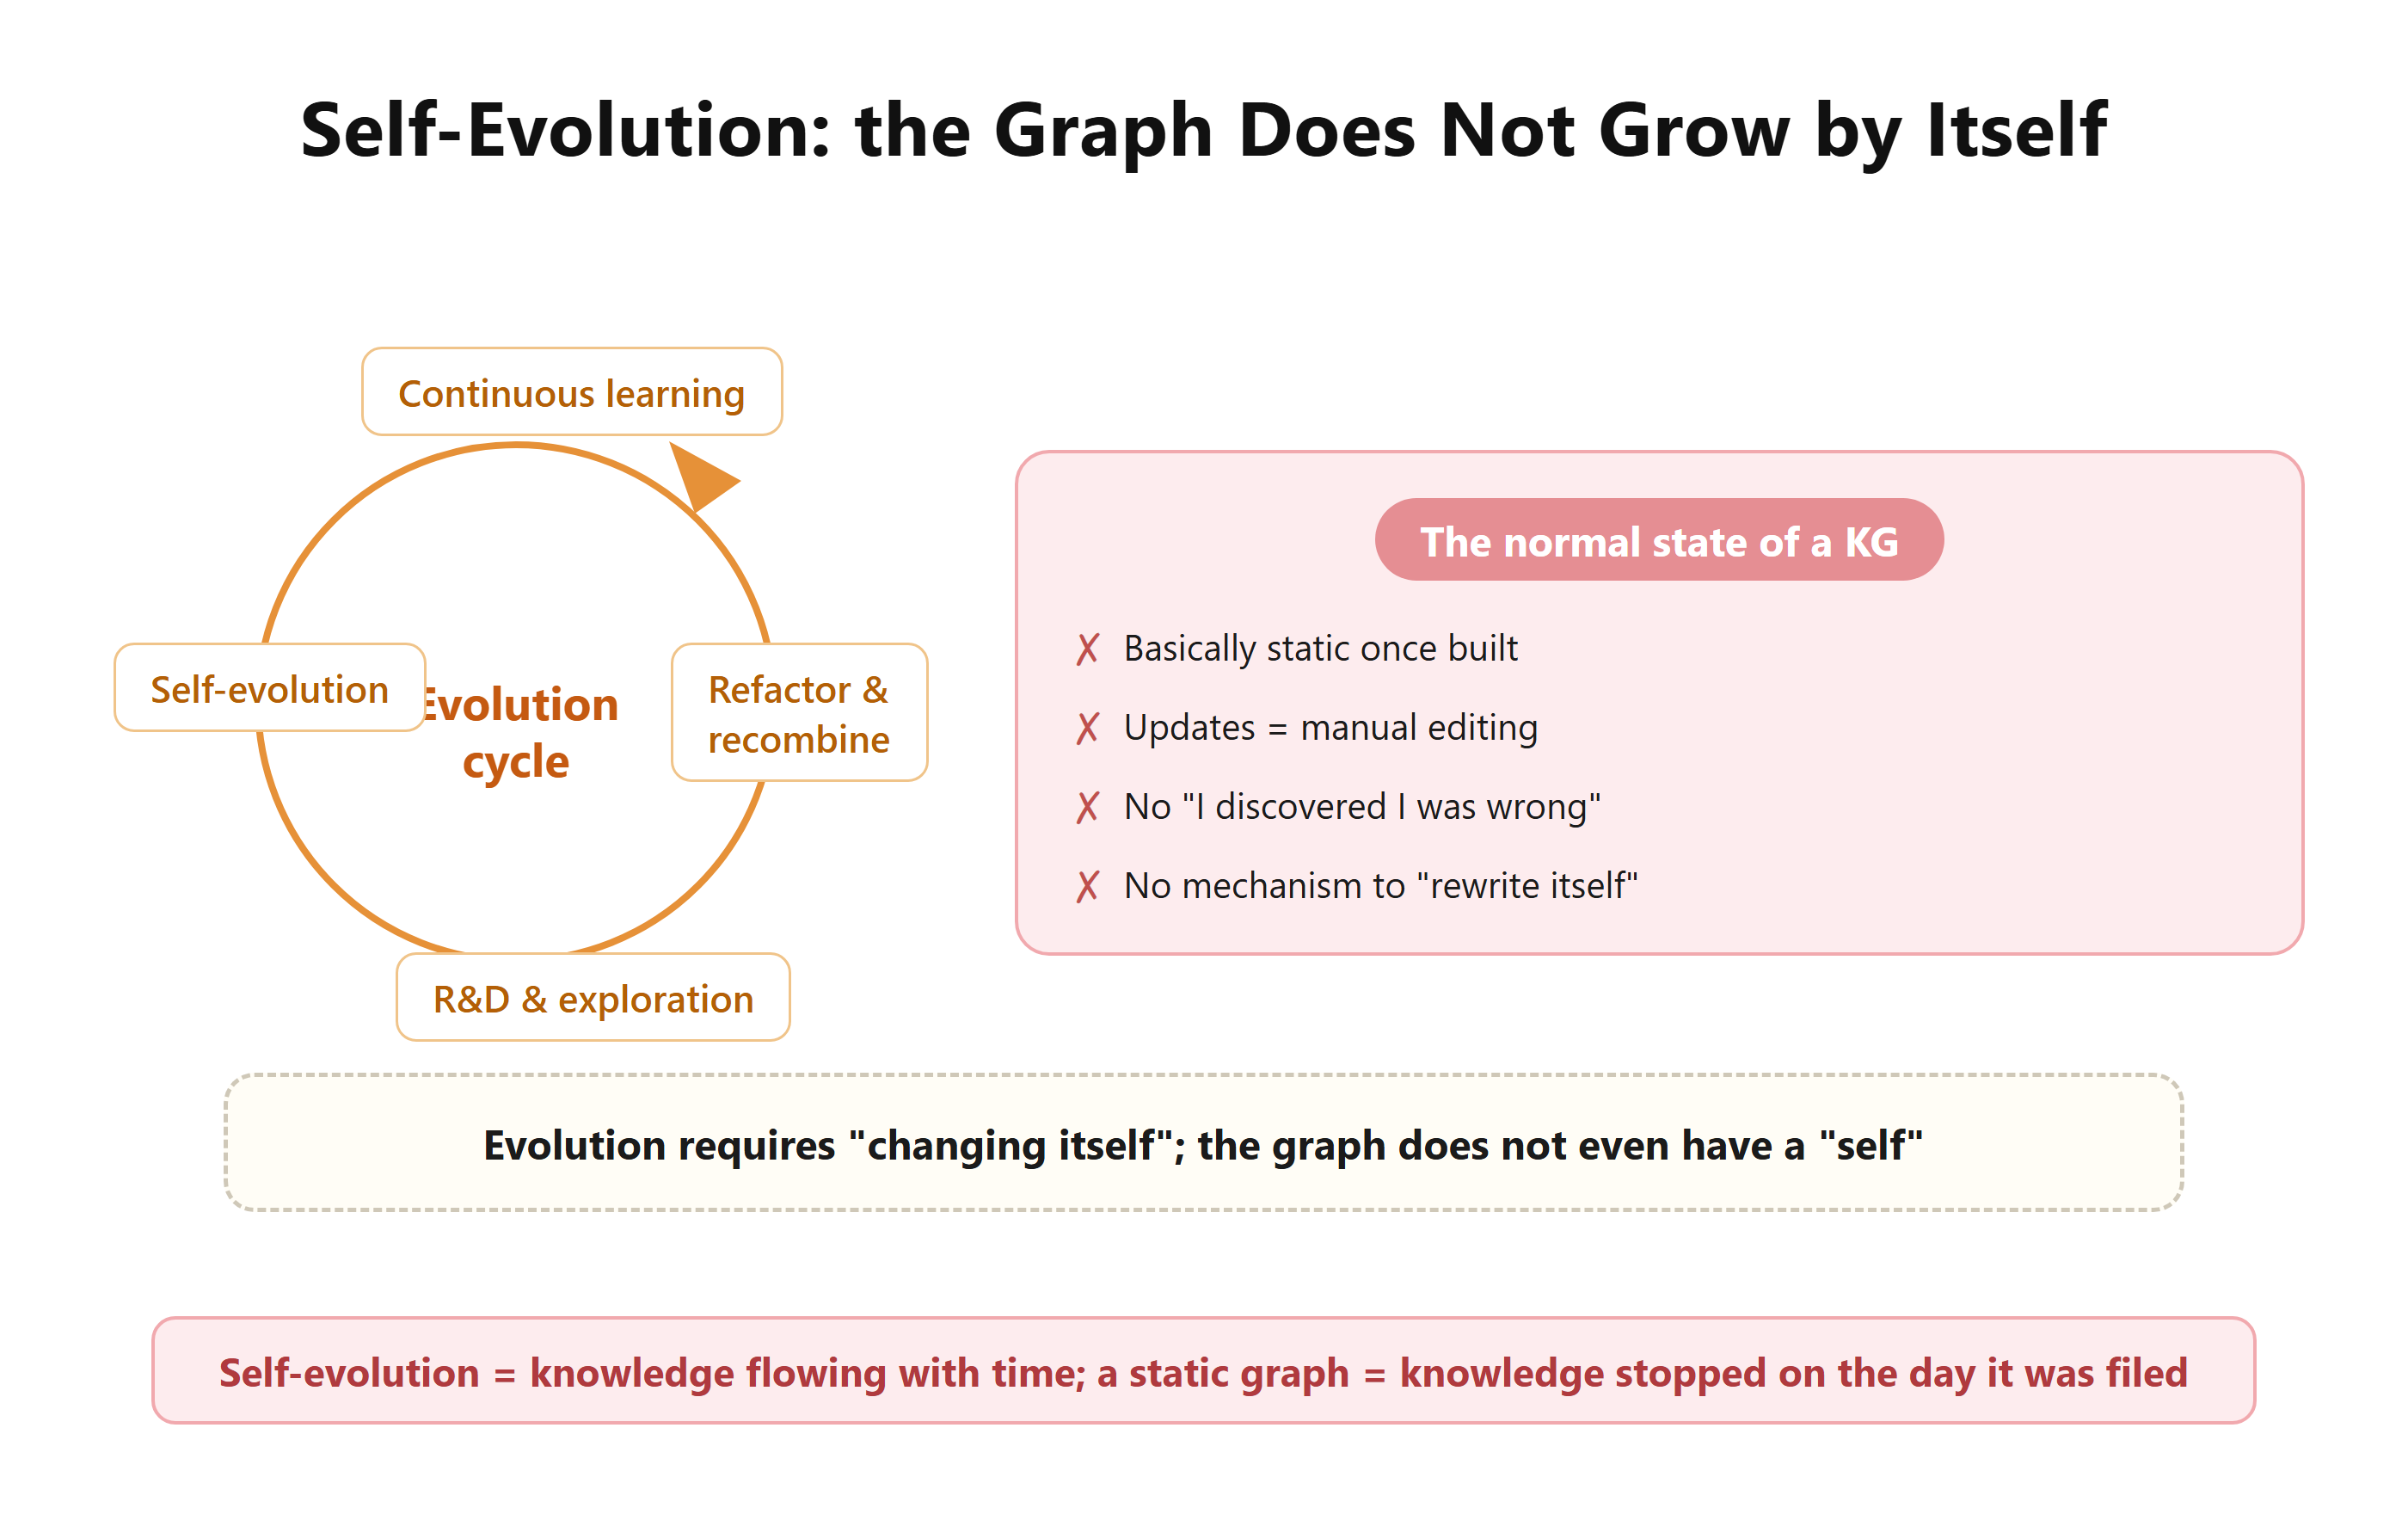 Self-Evolution: the Graph Does Not Grow by Itself
Continuous learning
Self-evolution
Evolution
cycle
Refactor &
recombine
R&D & exploration
The normal state of a KG
✗ Basically static once built
✗ Updates = manual editing
✗ No "I discovered I was wrong"
✗ No mechanism to "rewrite itself"
Evolution requires "changing itself"; the graph does not even have a "self"
Self-evolution = knowledge flowing with time; a static graph = knowledge stopped on the day it was filed